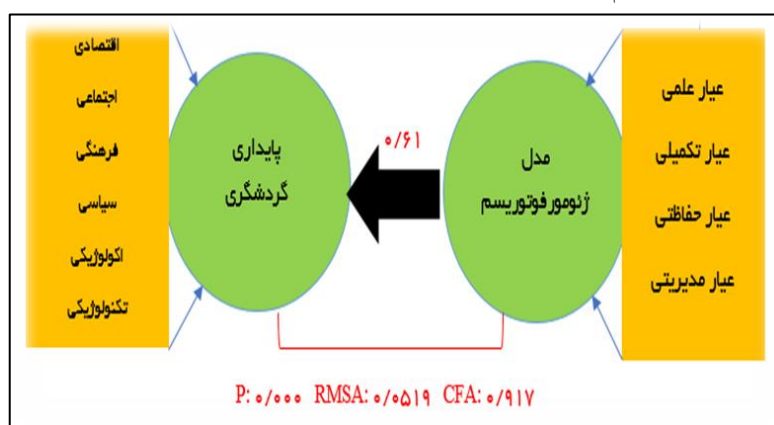 عیار علمی
عیار تکمیلی
عیار حفاظتی
عیار مدیریتی
مدل
ژئومورفوتوریسم
۰/۶۱
پایداری
گردشگری
اقتصادی
اجتماعی
فرهنگی
سیاسی
اکولوژیکی
تکنولوژیکی
P: ۰/۰۰۰ RMSA: ۰/۰۵۱۹ CFA: ۰/۹۱۷